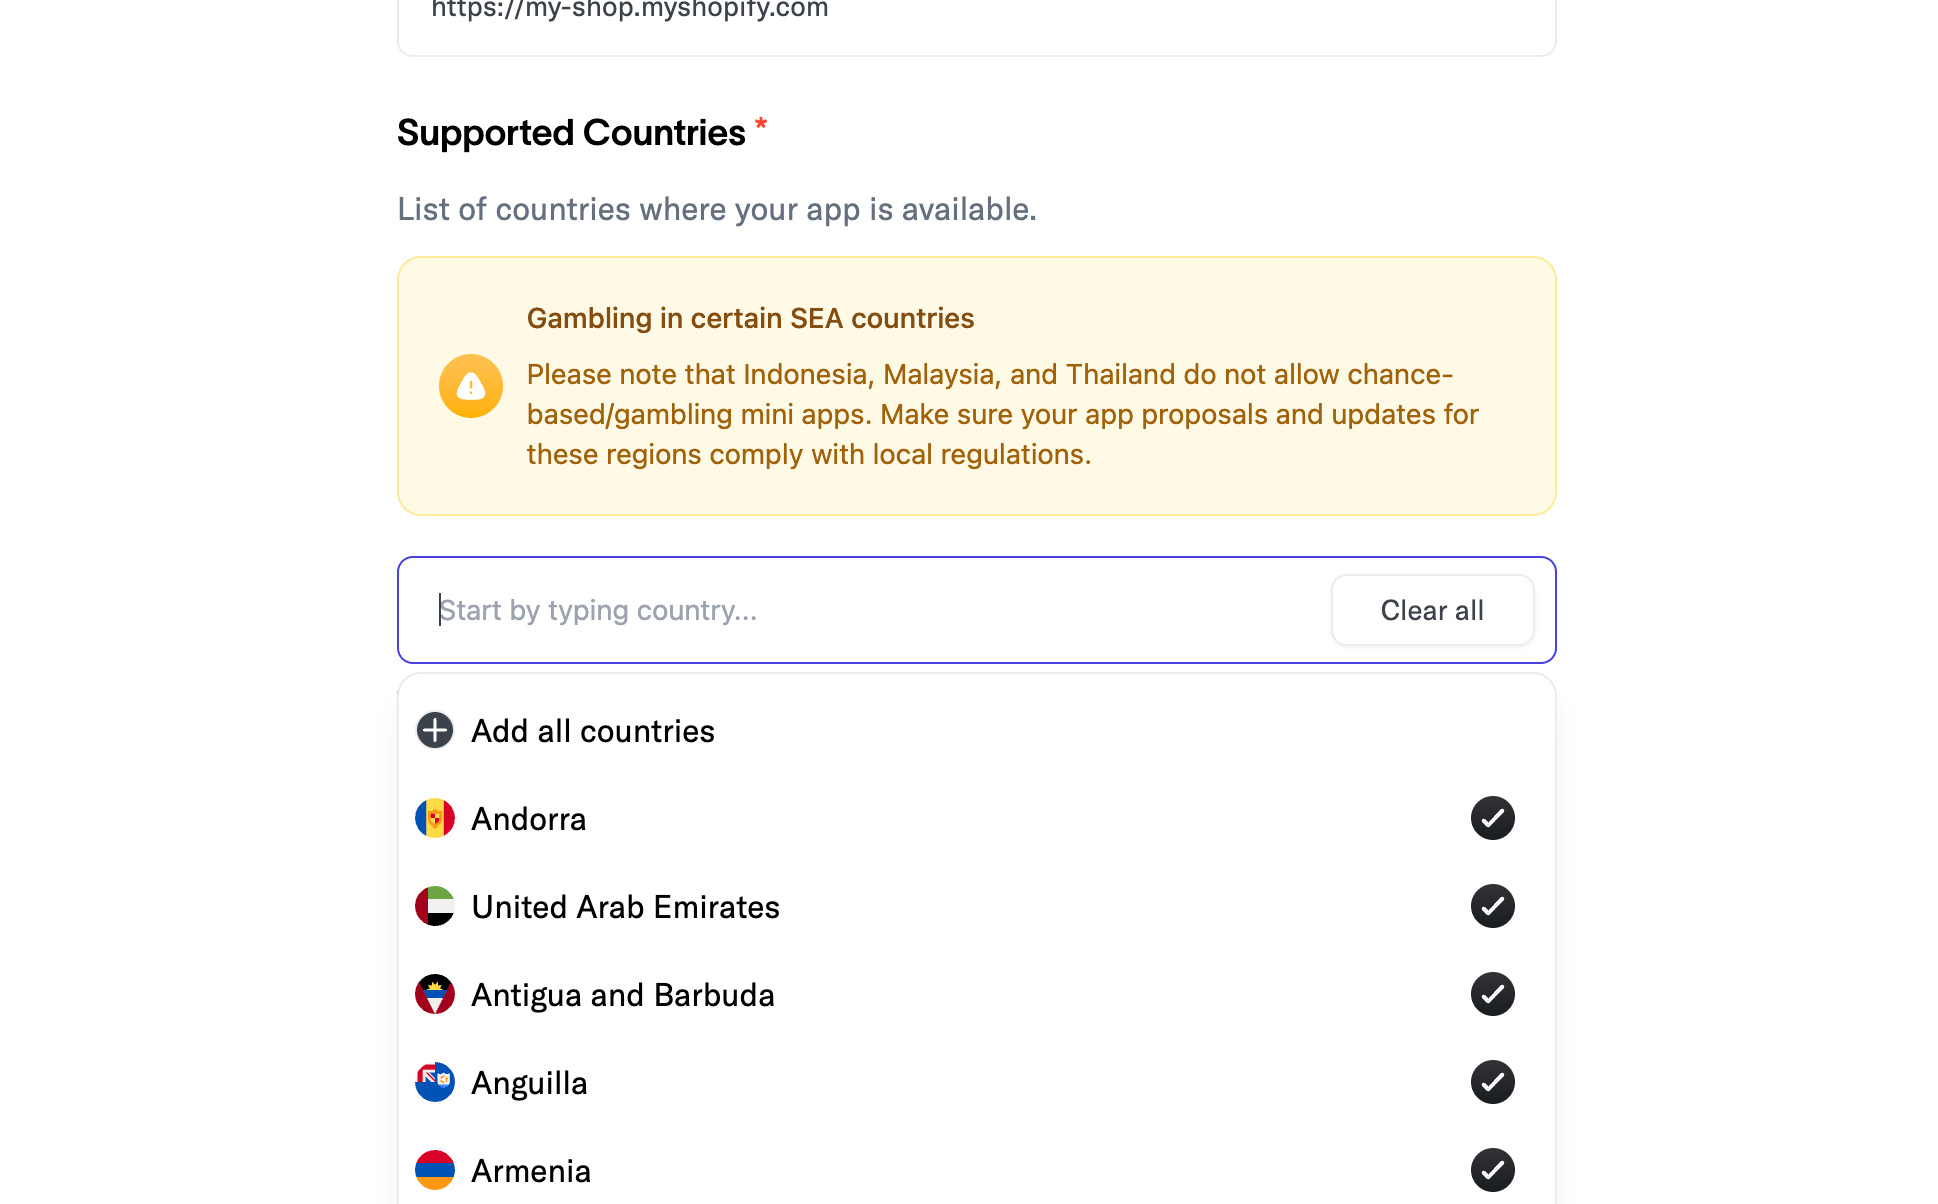 https://my-shop.myshopify.com
Supported Countries *
List of countries where your app is available.
Gambling in certain SEA countries
Please note that Indonesia, Malaysia, and Thailand do not allow chance-
based/gambling mini apps. Make sure your app proposals and updates for
these regions comply with local regulations.
Start by typing country...
Clear all
Add all countries
Andorra
United Arab Emirates
Antigua and Barbuda
Anguilla
Armenia